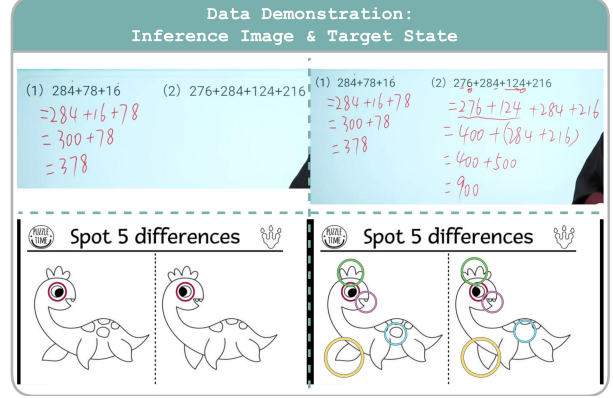 Data Demonstration:
Inference Image & Target State
(1) 284+78+16
=284+16+78
=300+78
=378
(2) 276+284+124+216
(1) 284+78+16
=284+16+78
=300+78
=378
(2) 276+284+124+216
=276+124+284+216
=400+(284+216)
=400+500
=900
PUZZLE
TIME
Spot 5 differences
PUZZLE
TIME
Spot 5 differences